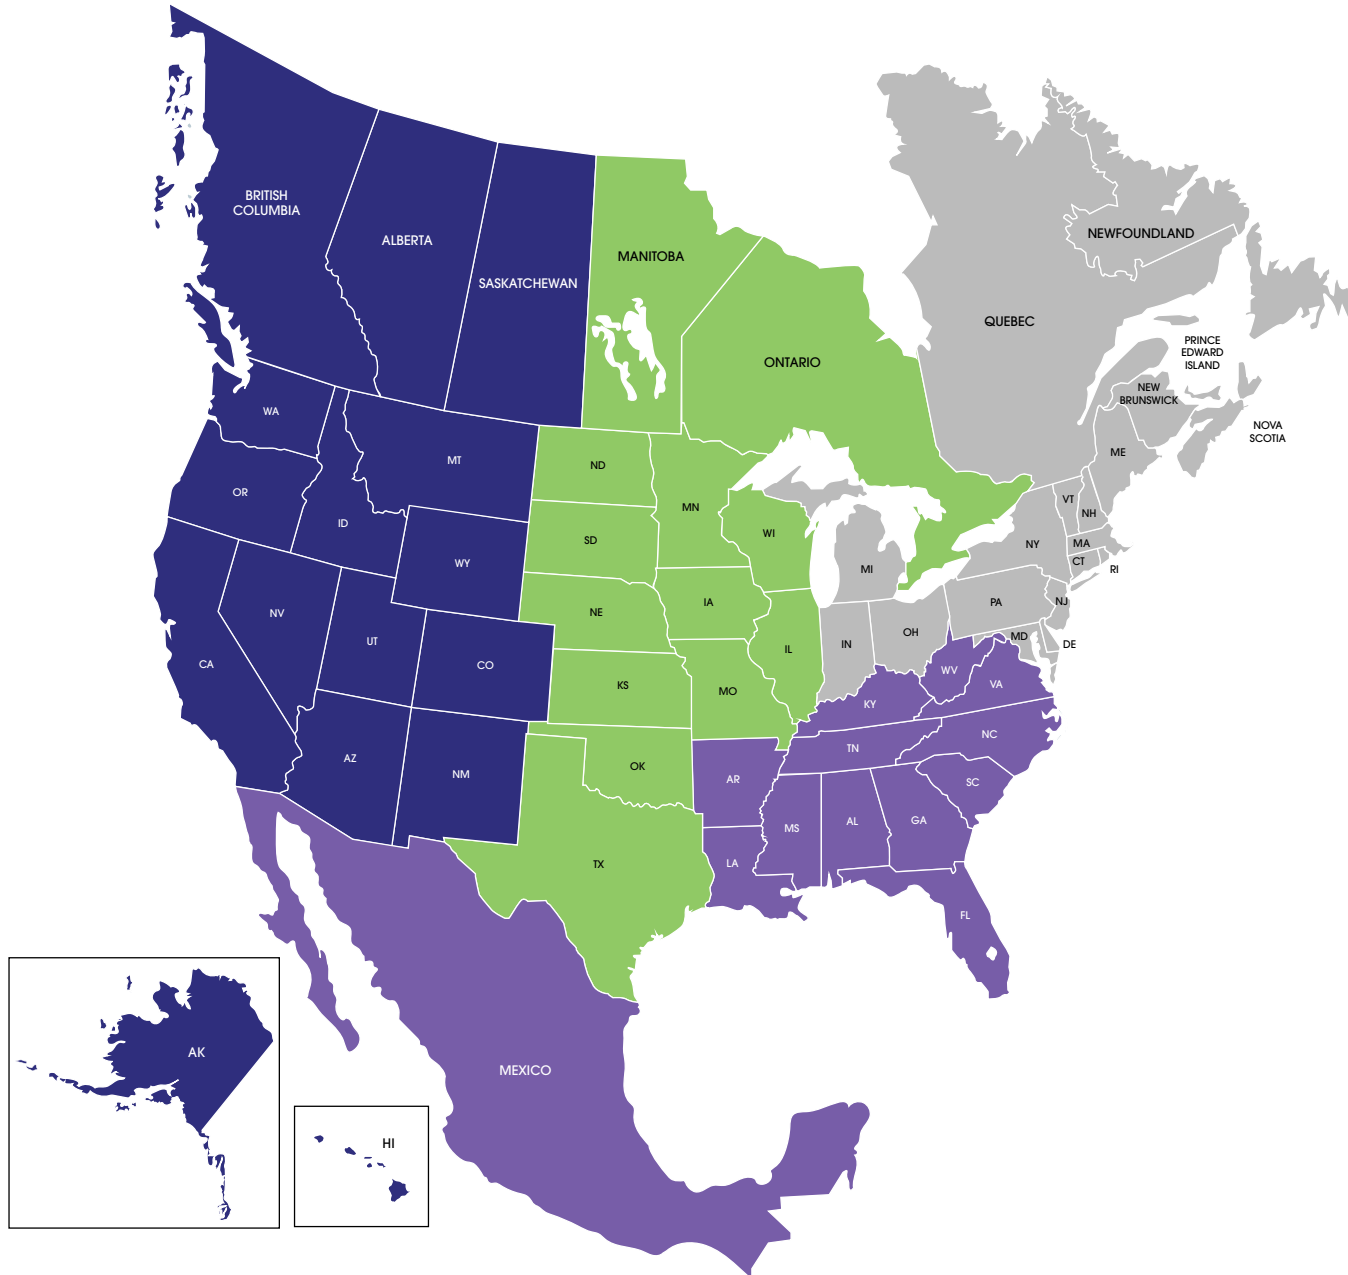 BRITISH
COLUMBIA
ALBERTA
SASKATCHEWAN
MANITOBA
ONTARIO
QUEBEC
NEWFOUNDLAND
PRINCE
EDWARD
ISLAND
NEW
BRUNSWICK
NOVA
SCOTIA
WA
OR
ID
MT
WY
NV
UT
CO
CA
AZ
NM
ND
SD
NE
KS
OK
TX
MN
IA
MO
WI
IL
MI
IN
OH
PA
NY
VT
NH
ME
MA
CT
RI
NJ
DE
MD
WV
VA
KY
TN
NC
SC
AR
MS
AL
GA
LA
FL
MEXICO
AK
HI